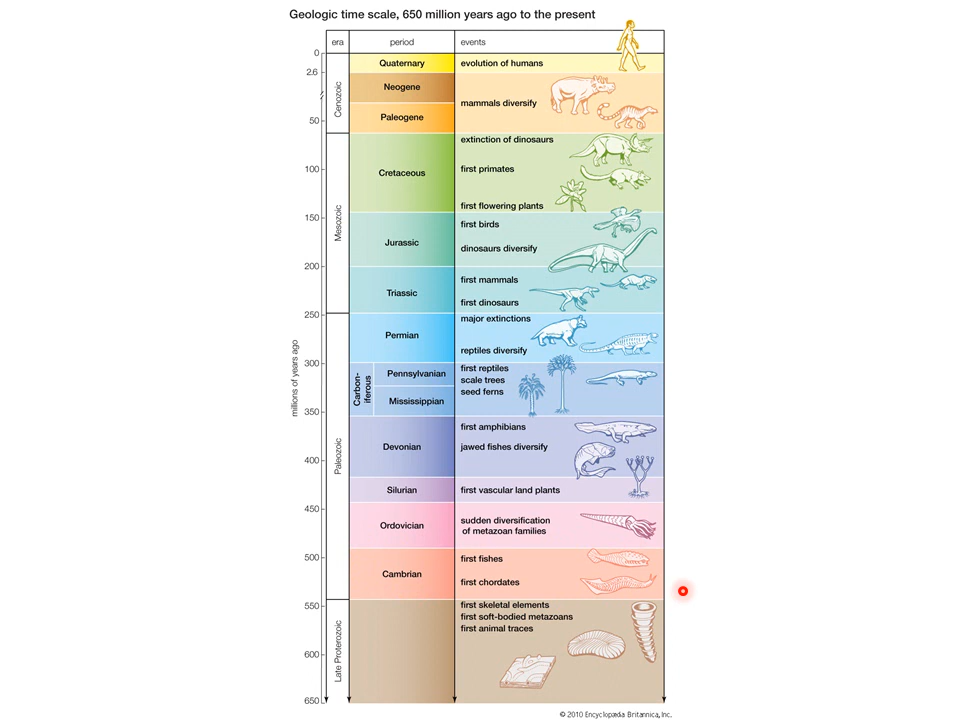 Geologic time scale, 650 million years ago to the present
era period events
0
Quaternary evolution of humans
2.6
Neogene
Cenozoic
mammals diversify
Paleogene
50
extinction of dinosaurs
100
first primates
Cretaceous
first flowering plants
150
first birds
Mesozoic
Jurassic dinosaurs diversify
200
first mammals
Triassic
first dinosaurs
250
major extinctions
Permian
reptiles diversify
millions of years ago
300
first reptiles
Carbon-
iferous
Pennsylvanian scale trees
seed ferns
Mississippian
350
first amphibians
Paleozoic
Devonian jawed fishes diversify
400
Silurian first vascular land plants
450
Ordovician sudden diversification
of metazoan families
500
first fishes
Cambrian
first chordates
550
first skeletal elements
first soft-bodied metazoans
first animal traces
Late Proterozoic
600
650
© 2010 Encyclopædia Britannica, Inc.